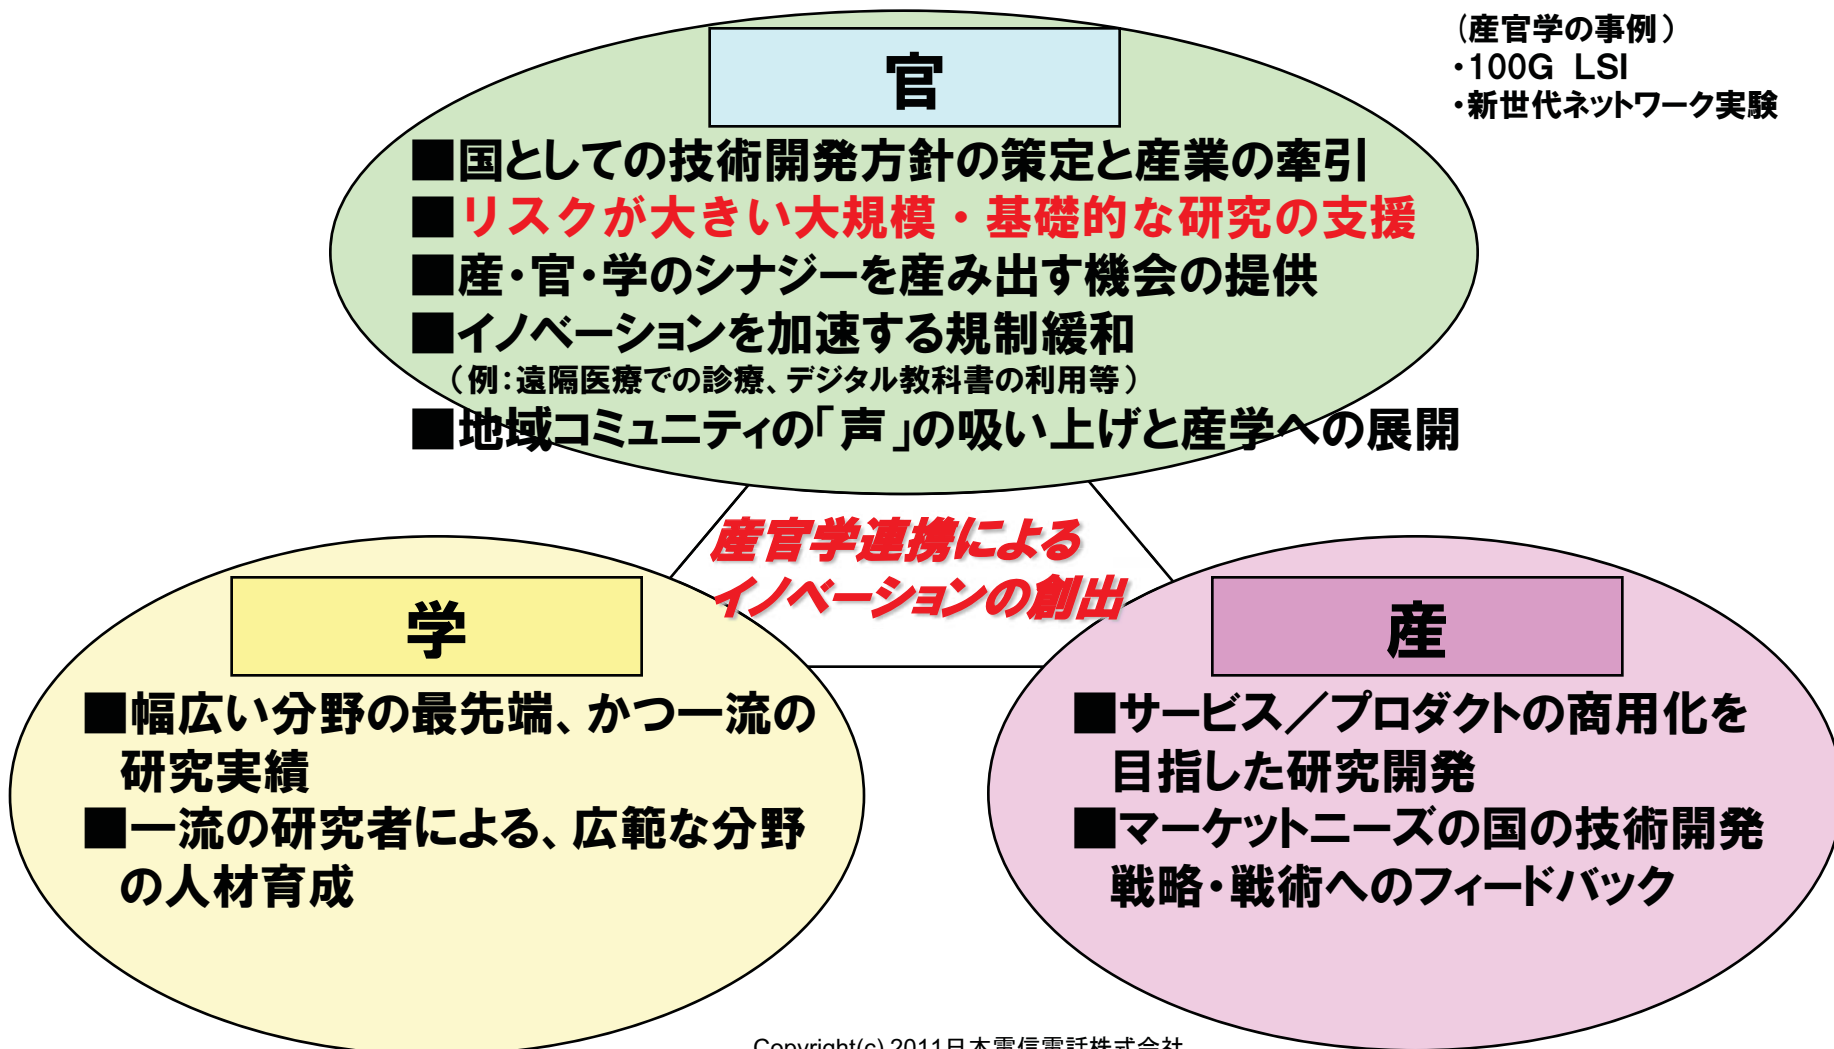 (産官学の事例)
・100G LSI
・新世代ネットワーク実験
官
■国としての技術開発方針の策定と産業の牽引
■リスクが大きい大規模・基礎的な研究の支援
■産・官・学のシナジーを産み出す機会の提供
■イノベーションを加速する規制緩和
(例:遠隔医療での診療、デジタル教科書の利用等)
■地域コミュニティの「声」の吸い上げと産学への展開
産官学連携による
イノベーションの創出
学
■幅広い分野の最先端、かつ一流の
研究実績
■一流の研究者による、広範な分野
の人材育成
産
■サービス/プロダクトの商用化を
目指した研究開発
■マーケットニーズの国の技術開発
戦略・戦術へのフィードバック
Copyright(c) 2011日本電信電話株式会社